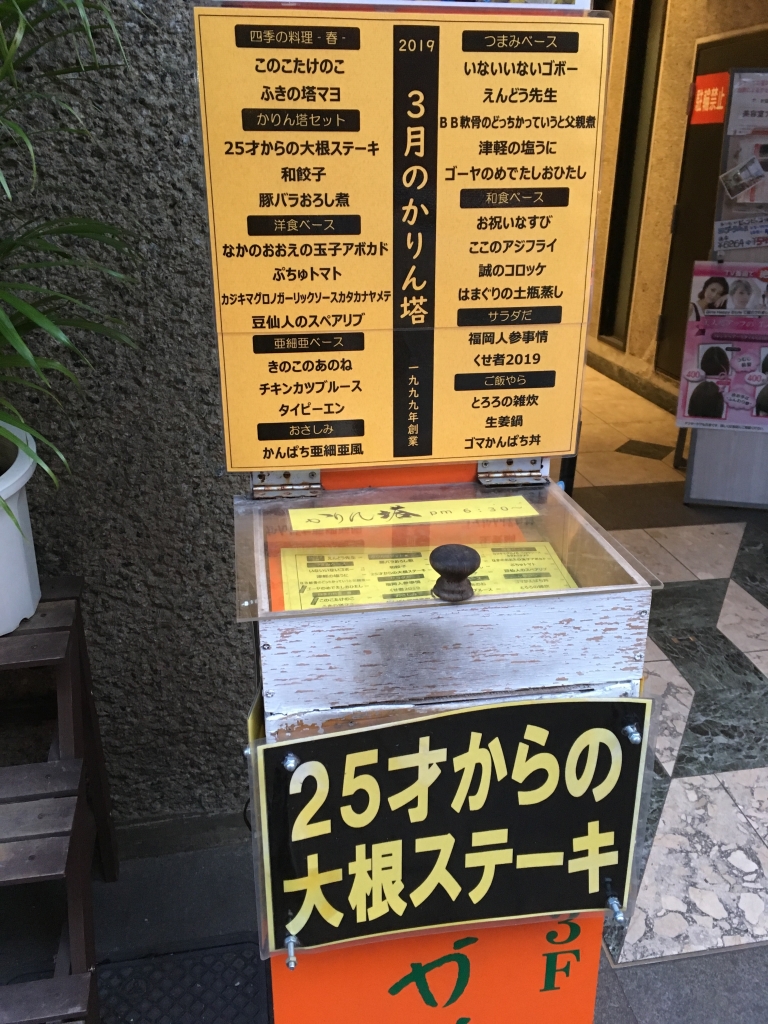 四季の料理 - 春 -
このこたけのこ
ふきの塔マヨ
かりん塔セット
25才からの大根ステーキ
和餃子
豚バラおろし煮
洋食ベース
なかのおおえの玉子アボカド
ぷちゅトマト
カジキマグロノガーリックソースカタカナヤメテ
豆仙人のスペアリブ
亜細亜ベース
きのこのあのね
チキンカツブルース
タイピーエン
おさしみ
かんぱち亜細亜風
2019
3月のかりん塔
一九九九年創業
つまみベース
いないいないゴボー
えんどう先生
BB軟骨のどっちかっていうと父親煮
津軽の塩うに
ゴーヤのめでたしおひたし
和食ベース
お祝いなすび
ここのアジフライ
誠のコロッケ
はまぐりの土瓶蒸し
サラダだ
福岡人参事情
くせ者2019
ご飯やら
とろろの雑炊
生姜鍋
ゴマかんぱち丼
かりん塔 pm 6:30〜
25才からの
大根ステーキ
3F
か
駐輪禁止